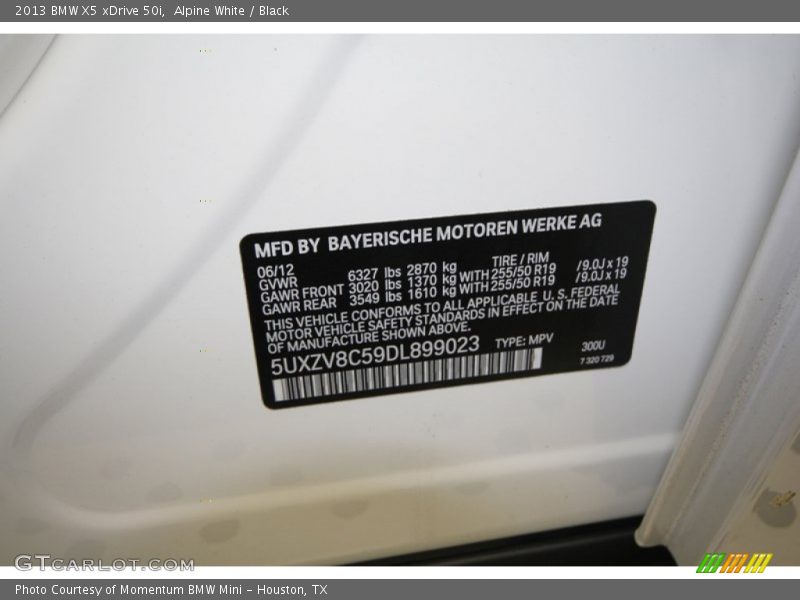 2013 BMW X5 xDrive 50i, Alpine White / Black
MFD BY BAYERISCHE MOTOREN WERKE AG
06/12 TIRE / RIM
GVWR 6327 lbs 2870 kg
GAWR FRONT 3020 lbs 1370 kg WITH 255/50 R19 /9.0J x 19
GAWR REAR 3549 lbs 1610 kg WITH 255/50 R19 /9.0J x 19
THIS VEHICLE CONFORMS TO ALL APPLICABLE U. S. FEDERAL
MOTOR VEHICLE SAFETY STANDARDS IN EFFECT ON THE DATE
OF MANUFACTURE SHOWN ABOVE.
5UXZV8C59DL899023 TYPE: MPV 300U
7 320 729
GTCARLOT.COM
Photo Courtesy of Momentum BMW Mini - Houston, TX